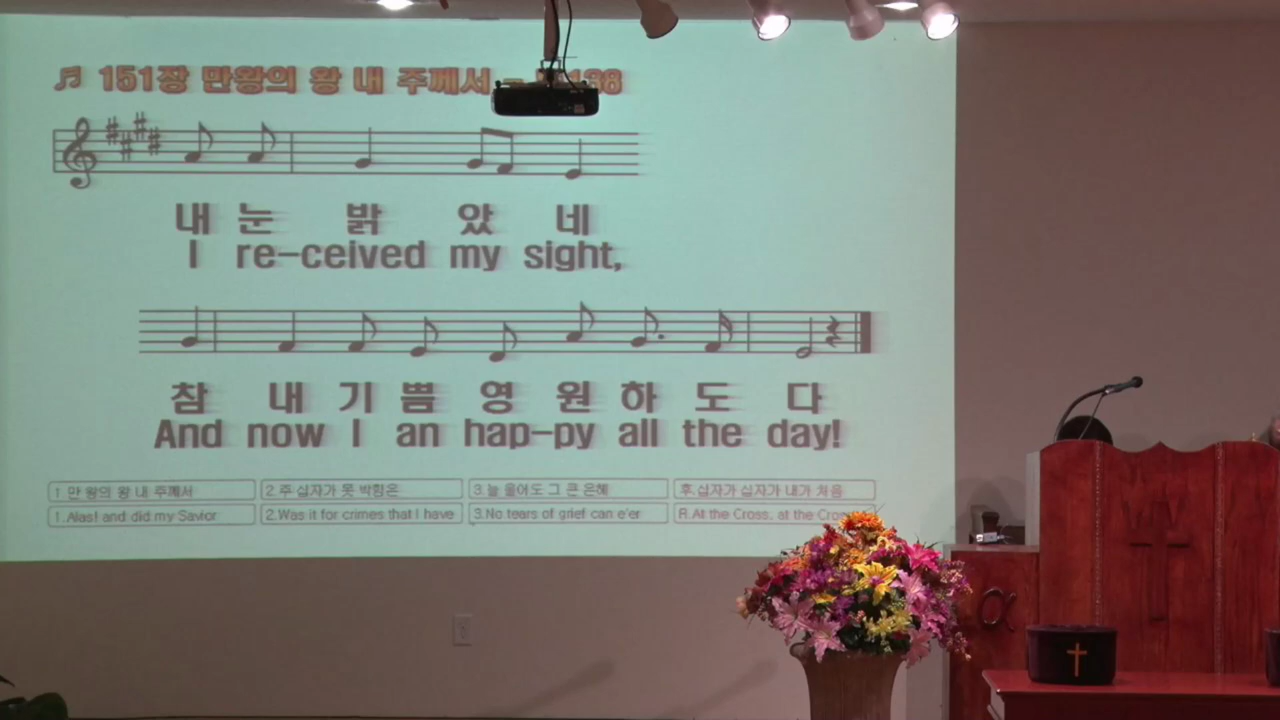 151장 만왕의 왕 내 주께서 138
내 눈 밝 았 네
I re-ceived my sight,
참 내 기 쁨 영 원 하 도 다
And now I an hap-py all the day!
1 만 왕의 왕 내 주께서
2.주 십자가 못 박힘은
3.늘 울어도 그 큰 은혜
후.십자가 십자가 내가 처음
1.Alas! and did my Savior
2.Was it for crimes that I have
3.No tears of grief can e'er
R.At the Cross, at the Cross
α